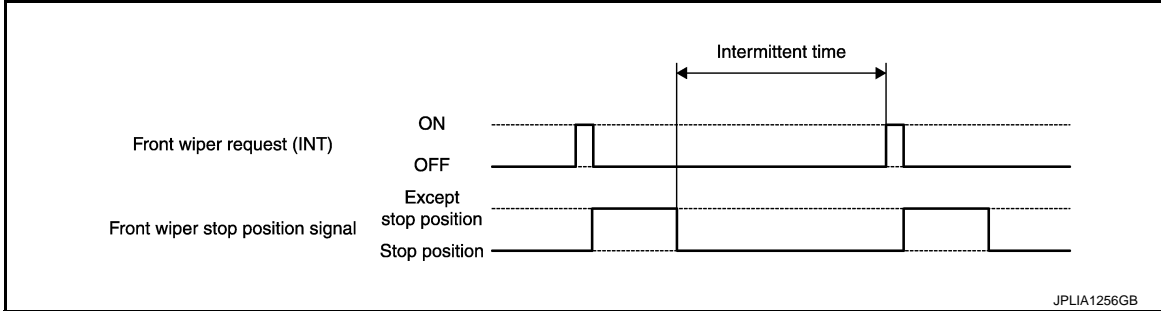 Intermittent time
ON
Front wiper request (INT)
OFF
Except
stop position
Front wiper stop position signal
Stop position
JPLIA1256GB